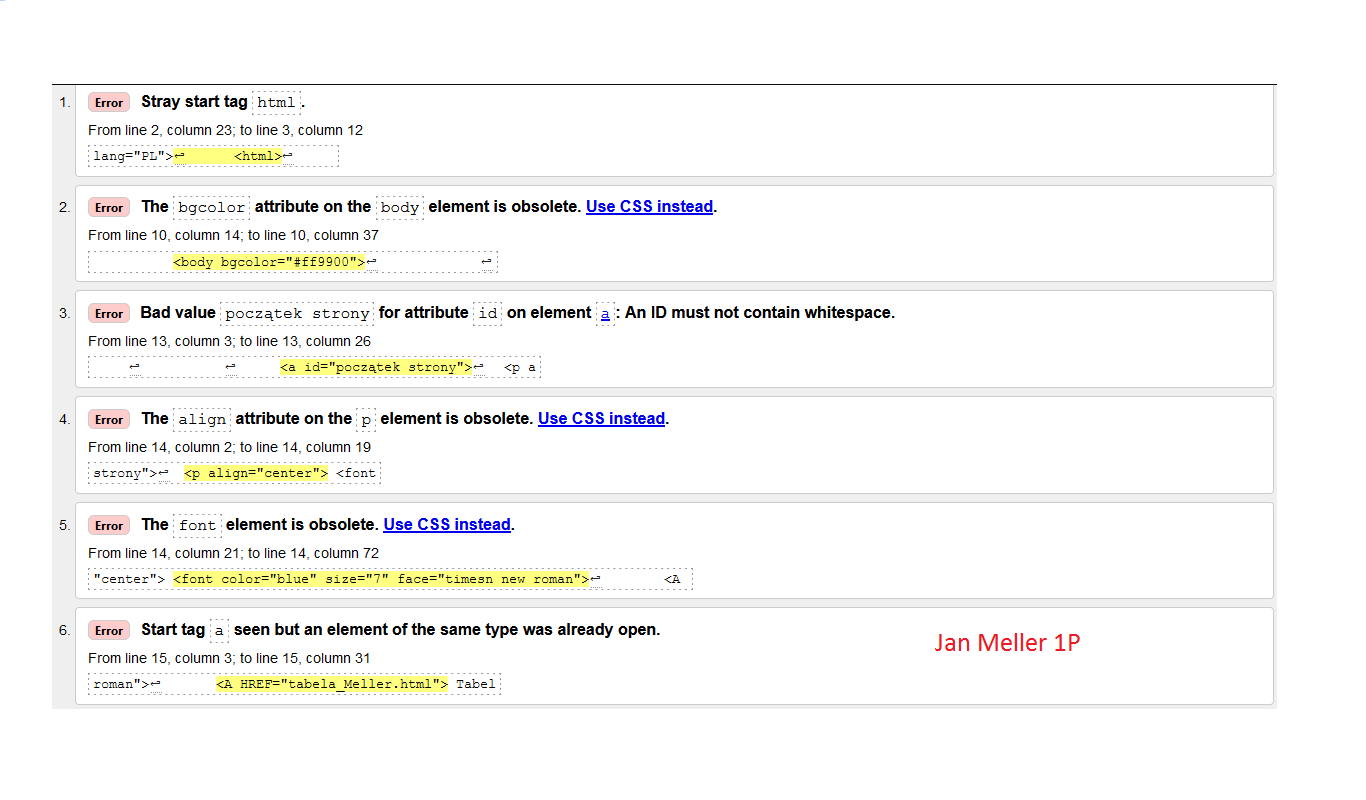 1. Error Stray start tag html.
From line 2, column 23; to line 3, column 12
lang="PL">↩ <html>↩
2. Error The bgcolor attribute on the body element is obsolete. Use CSS instead.
From line 10, column 14; to line 10, column 37
<body bgcolor="#ff9900">↩ ↩
3. Error Bad value początek strony for attribute id on element a: An ID must not contain whitespace.
From line 13, column 3; to line 13, column 26
↩ ↩ <a id="początek strony">↩ <p a
4. Error The align attribute on the p element is obsolete. Use CSS instead.
From line 14, column 2; to line 14, column 19
strony">↩ <p align="center"> <font
5. Error The font element is obsolete. Use CSS instead.
From line 14, column 21; to line 14, column 72
"center"> <font color="blue" size="7" face="timesn new roman">↩ <A
6. Error Start tag a seen but an element of the same type was already open.
Jan Meller 1P
From line 15, column 3; to line 15, column 31
roman">↩ <A HREF="tabela_Meller.html"> Tabel